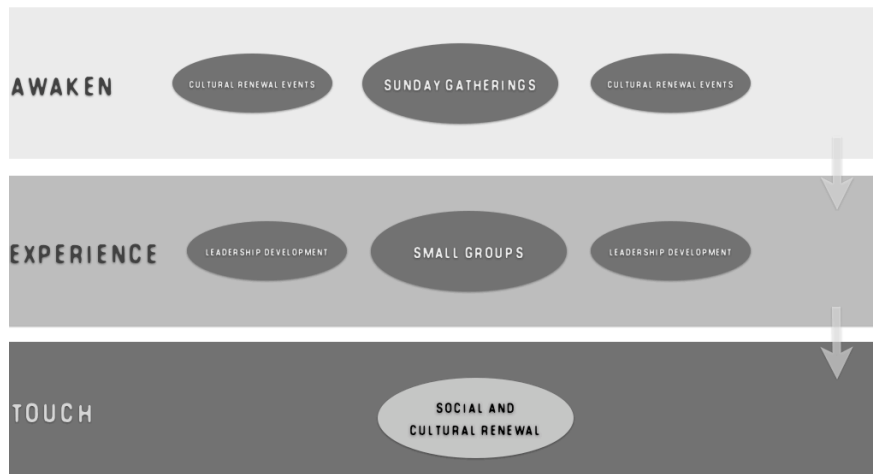 AWAKEN
CULTURAL RENEWAL EVENTS
SUNDAY GATHERINGS
CULTURAL RENEWAL EVENTS
EXPERIENCE
LEADERSHIP DEVELOPMENT
SMALL GROUPS
LEADERSHIP DEVELOPMENT
TOUCH
SOCIAL AND
CULTURAL RENEWAL